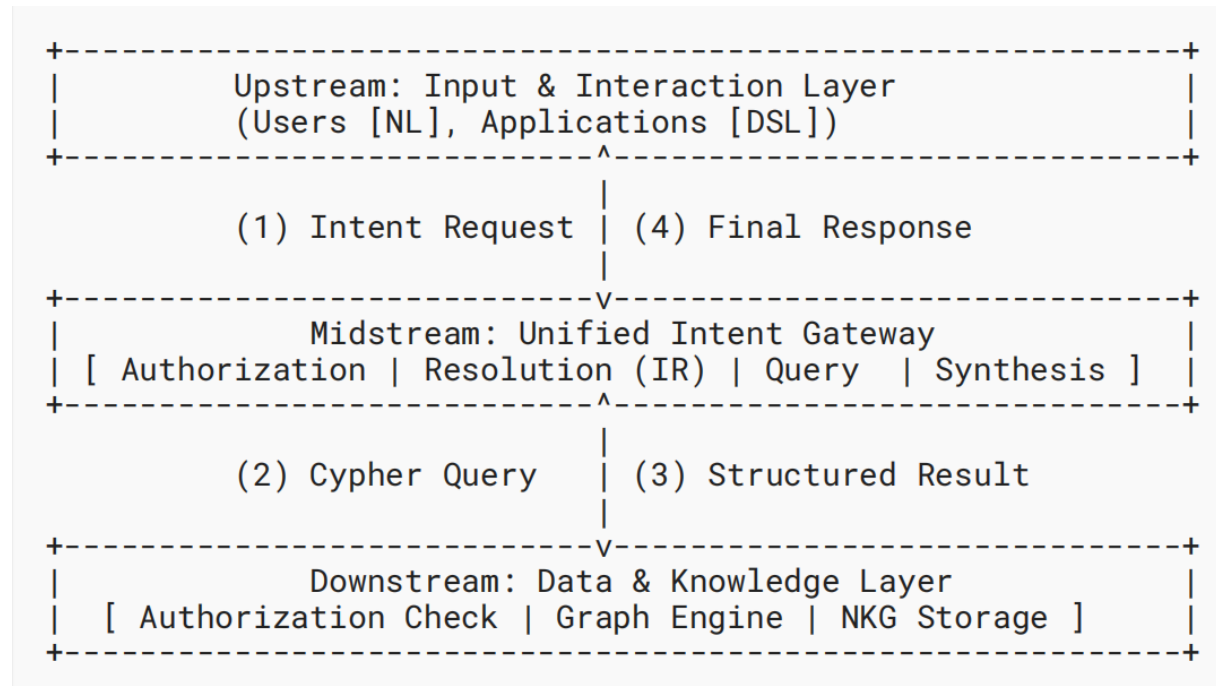 +-----------------------------------------------------------+
|         Upstream: Input & Interaction Layer               |
|         (Users [NL], Applications [DSL])                  |
+----------------------------^------------------------------+
                             |
          (1) Intent Request | (4) Final Response
                             |
+----------------------------v------------------------------+
|             Midstream: Unified Intent Gateway             |
| [ Authorization | Resolution (IR) | Query  | Synthesis ]  |
+----------------------------^------------------------------+
                             |
          (2) Cypher Query   | (3) Structured Result
                             |
+----------------------------v------------------------------+
|             Downstream: Data & Knowledge Layer            |
|  [ Authorization Check | Graph Engine | NKG Storage ]     |
+-----------------------------------------------------------+